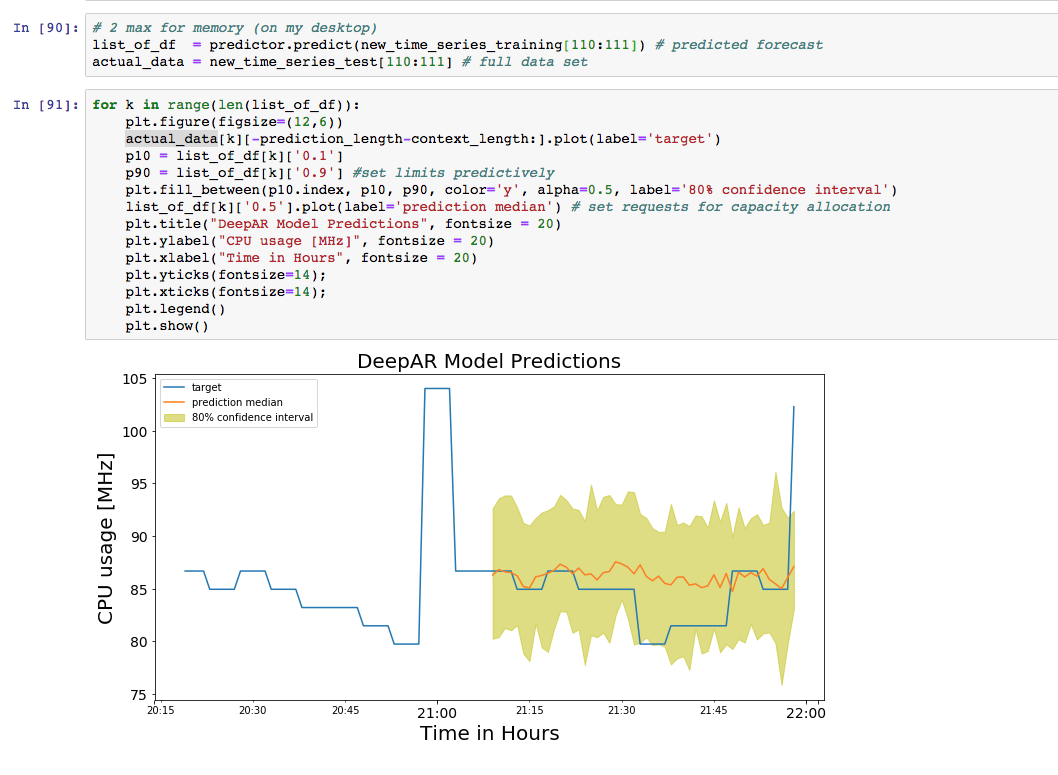 In [90]: # 2 max for memory (on my desktop)
list_of_df  = predictor.predict(new_time_series_training[110:111]) # predicted forecast
actual_data = new_time_series_test[110:111] # full data set
In [91]: for k in range(len(list_of_df)):
    plt.figure(figsize=(12,6))
    actual_data[k][-prediction_length-context_length:].plot(label='target')
    p10 = list_of_df[k]['0.1']
    p90 = list_of_df[k]['0.9'] #set limits predictively
    plt.fill_between(p10.index, p10, p90, color='y', alpha=0.5, label='80% confidence interval')
    list_of_df[k]['0.5'].plot(label='prediction median') # set requests for capacity allocation
    plt.title("DeepAR Model Predictions", fontsize = 20)
    plt.ylabel("CPU usage [MHz]", fontsize = 20)
    plt.xlabel("Time in Hours", fontsize = 20)
    plt.yticks(fontsize=14);
    plt.xticks(fontsize=14);
    plt.legend()
    plt.show()
DeepAR Model Predictions
target
prediction median
80% confidence interval
CPU usage [MHz]
105
100
95
90
85
80
75
20:15 20:30 20:45 21:00 21:15 21:30 21:45 22:00
Time in Hours